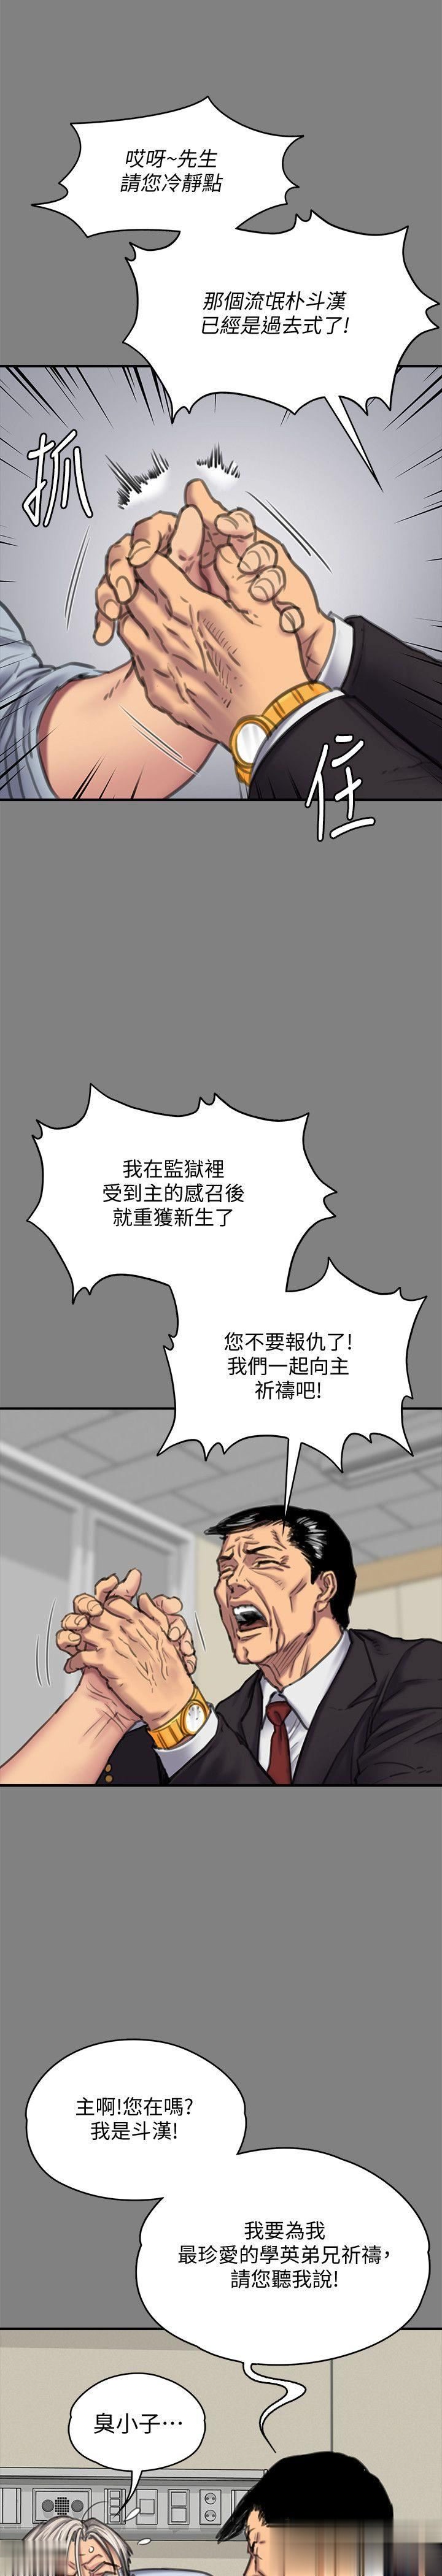 哎呀~先生
請您冷靜點
那個流氓朴斗漢
已經是過去式了!
抓
住
我在監獄裡
受到主的感召後
就重獲新生了
您不要報仇了!
我們一起向主
祈禱吧!
主啊!您在嗎?
我是斗漢!
我要為我
最珍愛的學英弟兄祈禱,
請您聽我說!
臭小子⋯